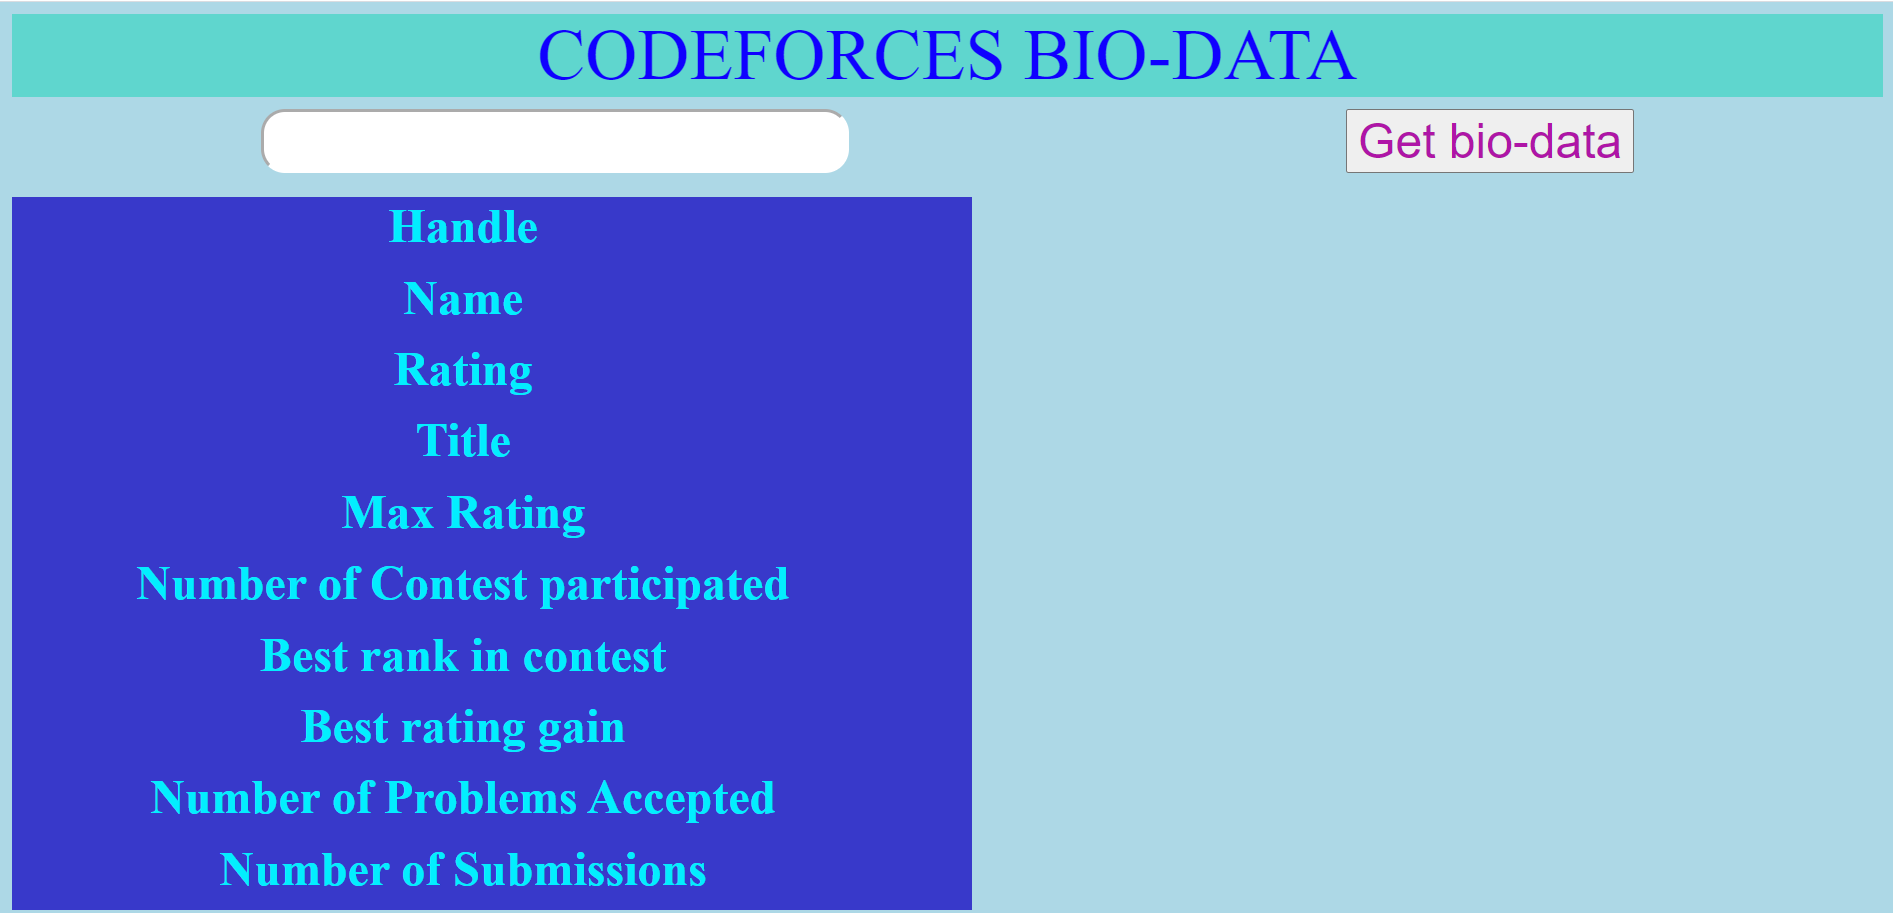 CODEFORCES BIO-DATA
Get bio-data
Handle
Name
Rating
Title
Max Rating
Number of Contest participated
Best rank in contest
Best rating gain
Number of Problems Accepted
Number of Submissions